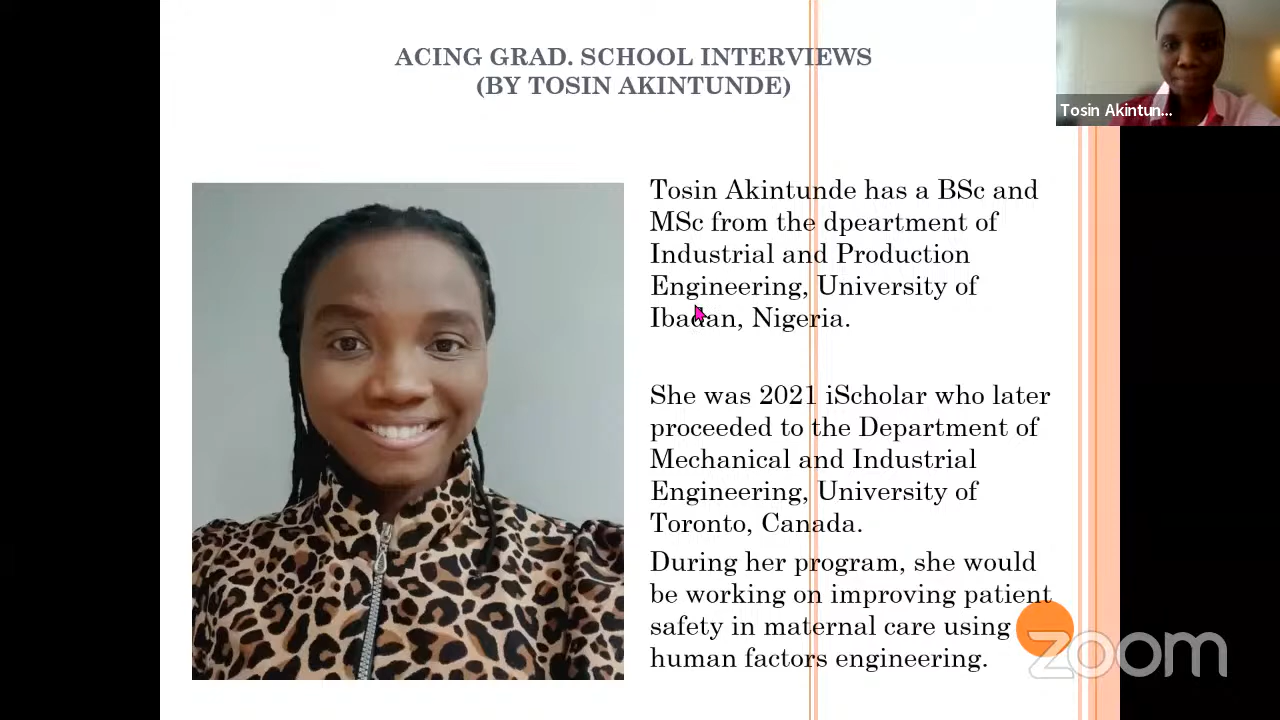 ACING GRAD. SCHOOL INTERVIEWS
(BY TOSIN AKINTUNDE)
Tosin Akintun...
Tosin Akintunde has a BSc and
MSc from the dpeartment of
Industrial and Production
Engineering, University of
Ibadan, Nigeria.
She was 2021 iScholar who later
proceeded to the Department of
Mechanical and Industrial
Engineering, University of
Toronto, Canada.
During her program, she would
be working on improving patient
safety in maternal care using
human factors engineering.
zoom